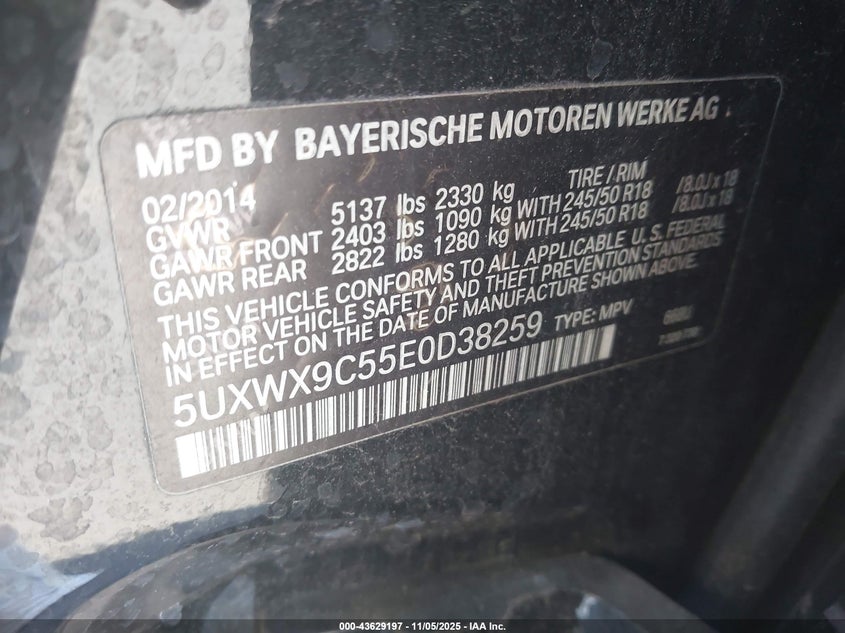 MFD BY BAYERISCHE MOTOREN WERKE AG
02/2014 TIRE / RIM
GVWR 5137 lbs 2330 kg
GAWR FRONT 2403 lbs 1090 kg WITH 245/50 R18 /8.0J x 18
GAWR REAR 2822 lbs 1280 kg WITH 245/50 R18 /8.0J x 18
THIS VEHICLE CONFORMS TO ALL APPLICABLE U.S. FEDERAL
MOTOR VEHICLE SAFETY AND THEFT PREVENTION STANDARDS
IN EFFECT ON THE DATE OF MANUFACTURE SHOWN ABOVE.
5UXWX9C55E0D38259 TYPE: MPV
000-43629197 - 11/05/2025 - IAA Inc.